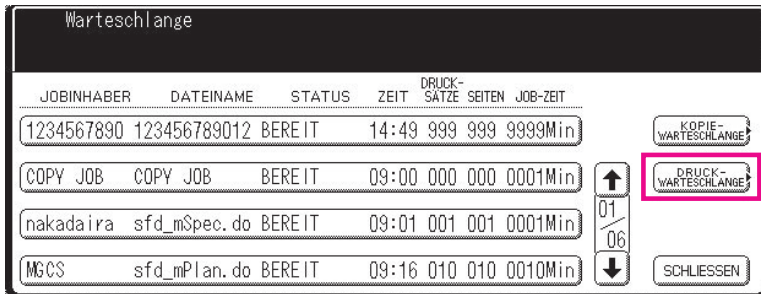 Warteschlange
JOBINHABER DATEINAME STATUS ZEIT DRUCK-SÄTZE SEITEN JOB-ZEIT
1234567890 123456789012 BEREIT 14:49 999 999 9999Min
KOPIE-
WARTESCHLANGE
COPY JOB COPY JOB BEREIT 09:00 000 000 0001Min
DRUCK-
WARTESCHLANGE
nakadaira sfd_mSpec.do BEREIT 09:01 001 001 0001Min
01
06
MGCS sfd_mPlan.do BEREIT 09:16 010 010 0010Min
SCHLIESSEN